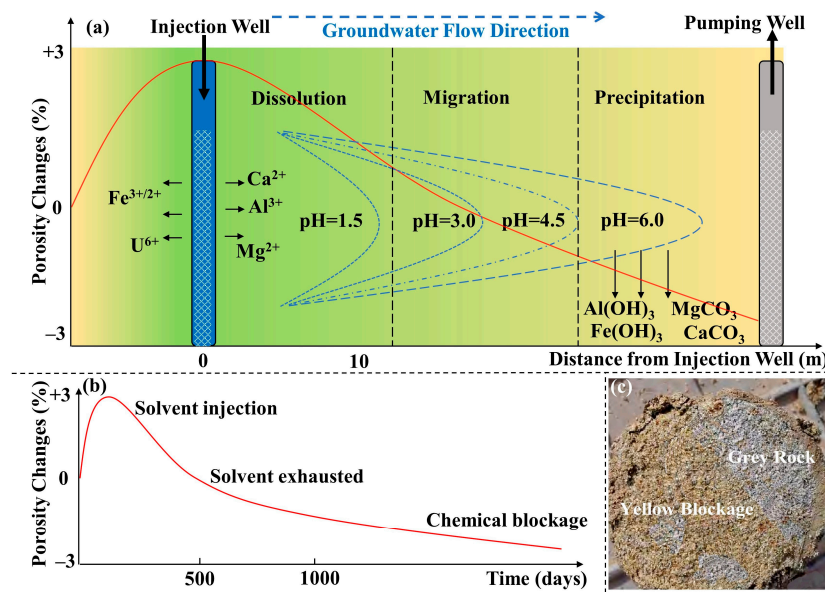 Injection Well
Groundwater Flow Direction
Pumping Well
(a)
+3
0
–3
Porosity Changes (%)
Dissolution
Migration
Precipitation
Fe³⁺/²⁺
U⁶⁺
Ca²⁺
Al³⁺
Mg²⁺
pH=1.5
pH=3.0
pH=4.5
pH=6.0
Al(OH)₃
Fe(OH)₃
MgCO₃
CaCO₃
0
10
Distance from Injection Well (m)
(b)
+3
0
–3
Porosity Changes (%)
Solvent injection
Solvent exhausted
Chemical blockage
500
1000
Time (days)
(c)
Grey Rock
Yellow Blockage